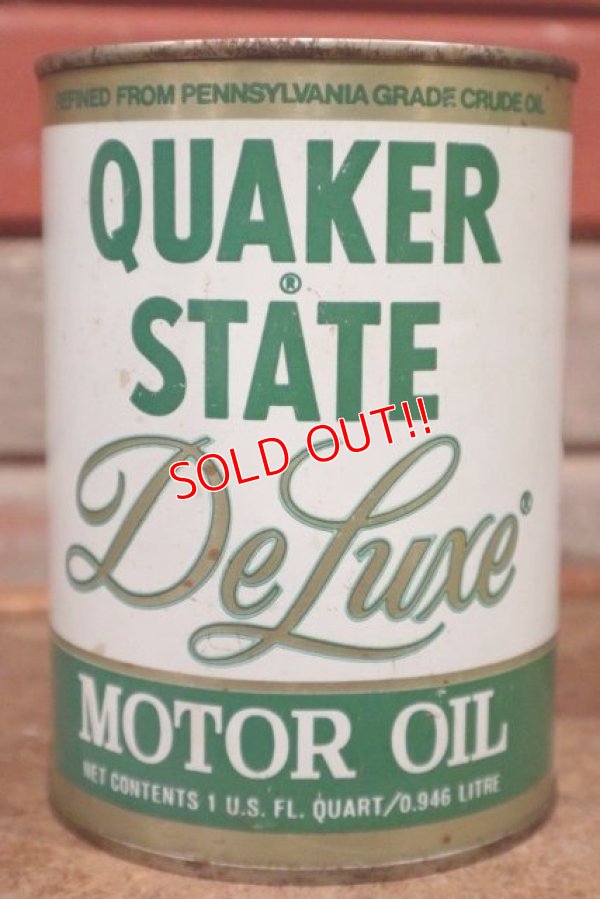 REFINED FROM PENNSYLVANIA GRADE CRUDE OIL
QUAKER
®
STATE
SOLD OUT!!
DeLuxe®
MOTOR OIL
NET CONTENTS 1 U.S. FL. QUART/0.946 LITRE